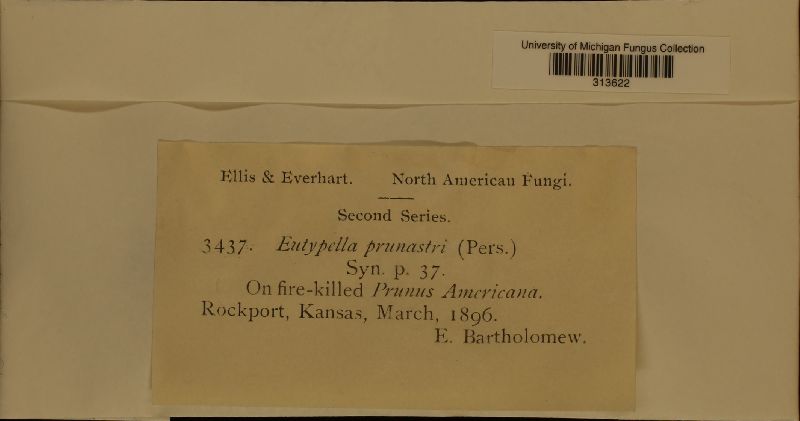 University of Michigan Fungus Collection
313622
Ellis & Everhart. North American Fungi.
Second Series.
3437. Eutypella prunastri (Pers.)
Syn. p. 37.
On fire-killed Prunus Americana.
Rockport, Kansas, March, 1896.
E. Bartholomew.